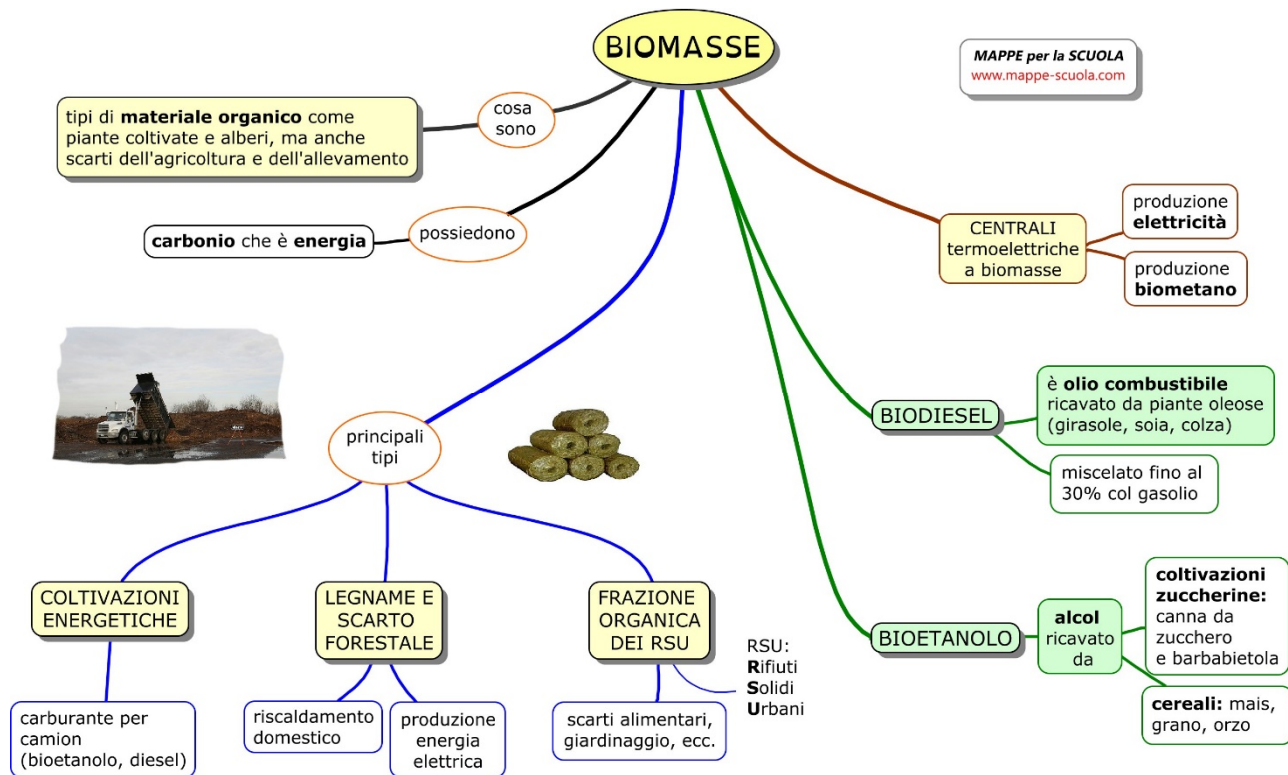 BIOMASSE
MAPPE per la SCUOLA
www.mappe-scuola.com
cosa
sono
tipi di materiale organico come
piante coltivate e alberi, ma anche
scarti dell'agricoltura e dell'allevamento
possiedono
carbonio che è energia
CENTRALI
termoelettriche
a biomasse
produzione
elettricità
produzione
biometano
BIODIESEL
è olio combustibile
ricavato da piante oleose
(girasole, soia, colza)
miscelato fino al
30% col gasolio
principali
tipi
COLTIVAZIONI
ENERGETICHE
carburante per
camion
(bioetanolo, diesel)
LEGNAME E
SCARTO
FORESTALE
riscaldamento
domestico
produzione
energia
elettrica
FRAZIONE
ORGANICA
DEI RSU
scarti alimentari,
giardinaggio, ecc.
RSU:
Rifiuti
Solidi
Urbani
BIOETANOLO
alcol
ricavato
da
coltivazioni
zuccherine:
canna da
zucchero
e barbabietola
cereali: mais,
grano, orzo